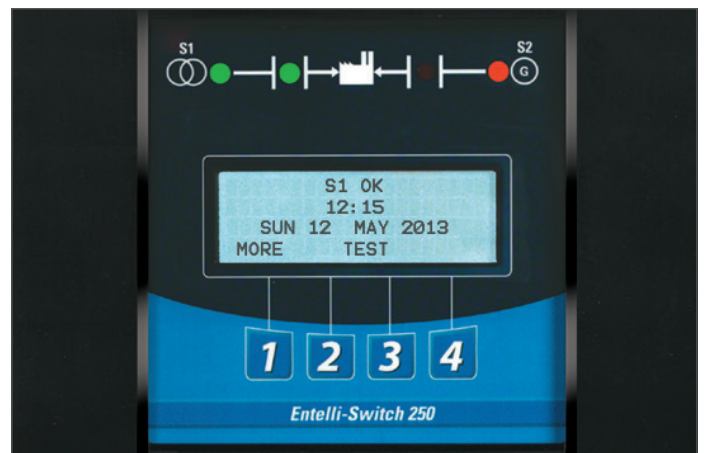 S1
S2
G
S1 OK
12:15
SUN 12 MAY 2013
MORE TEST
1 2 3 4
Entelli-Switch 250